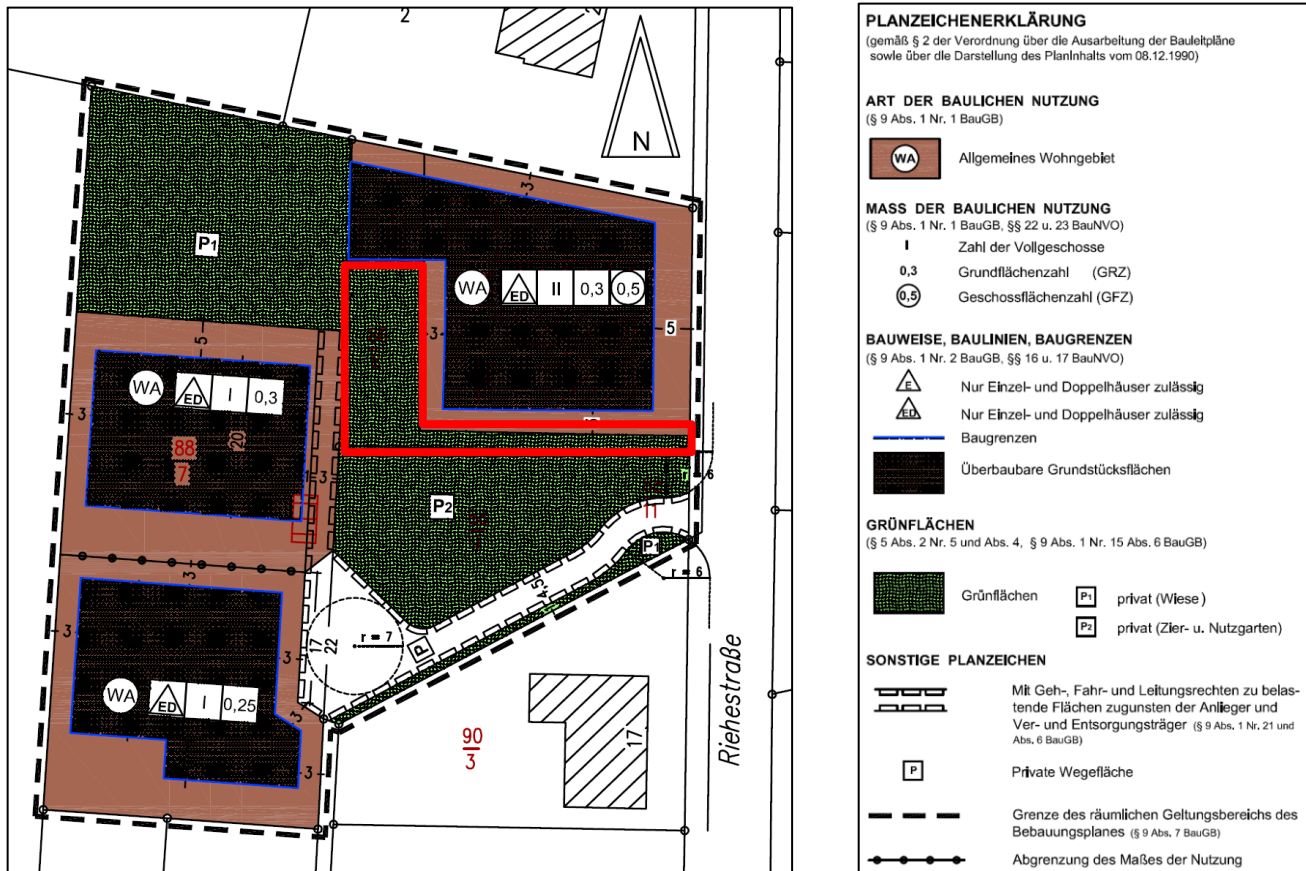 2
N
P1
3
WA
ED
II
0,3
0,5
5
3
5
WA
ED
I
0,3
3
88
7
20
3
P2
11
6
P1
r = 6
4,5
3
17
22
r = 7
P
3
3
WA
ED
I
0,25
3
3
90
3
17
Riehestraße
PLANZEICHENERKLÄRUNG
(gemäß § 2 der Verordnung über die Ausarbeitung der Bauleitpläne
sowie über die Darstellung des Planinhalts vom 08.12.1990)
ART DER BAULICHEN NUTZUNG
(§ 9 Abs. 1 Nr. 1 BauGB)
WA Allgemeines Wohngebiet
MASS DER BAULICHEN NUTZUNG
(§ 9 Abs. 1 Nr. 1 BauGB, §§ 22 u. 23 BauNVO)
I Zahl der Vollgeschosse
0,3 Grundflächenzahl (GRZ)
0,5 Geschossflächenzahl (GFZ)
BAUWEISE, BAULINIEN, BAUGRENZEN
(§ 9 Abs. 1 Nr. 2 BauGB, §§ 16 u. 17 BauNVO)
E Nur Einzel- und Doppelhäuser zulässig
ED Nur Einzel- und Doppelhäuser zulässig
Baugrenzen
Überbaubare Grundstücksflächen
GRÜNFLÄCHEN
(§ 5 Abs. 2 Nr. 5 und Abs. 4, § 9 Abs. 1 Nr. 15 Abs. 6 BauGB)
Grünflächen P1 privat (Wiese)
P2 privat (Zier- u. Nutzgarten)
SONSTIGE PLANZEICHEN
Mit Geh-, Fahr- und Leitungsrechten zu belas-
tende Flächen zugunsten der Anlieger und
Ver- und Entsorgungsträger (§ 9 Abs. 1 Nr. 21 und
Abs. 6 BauGB)
P Private Wegefläche
Grenze des räumlichen Geltungsbereichs des
Bebauungsplanes (§ 9 Abs. 7 BauGB)
Abgrenzung des Maßes der Nutzung